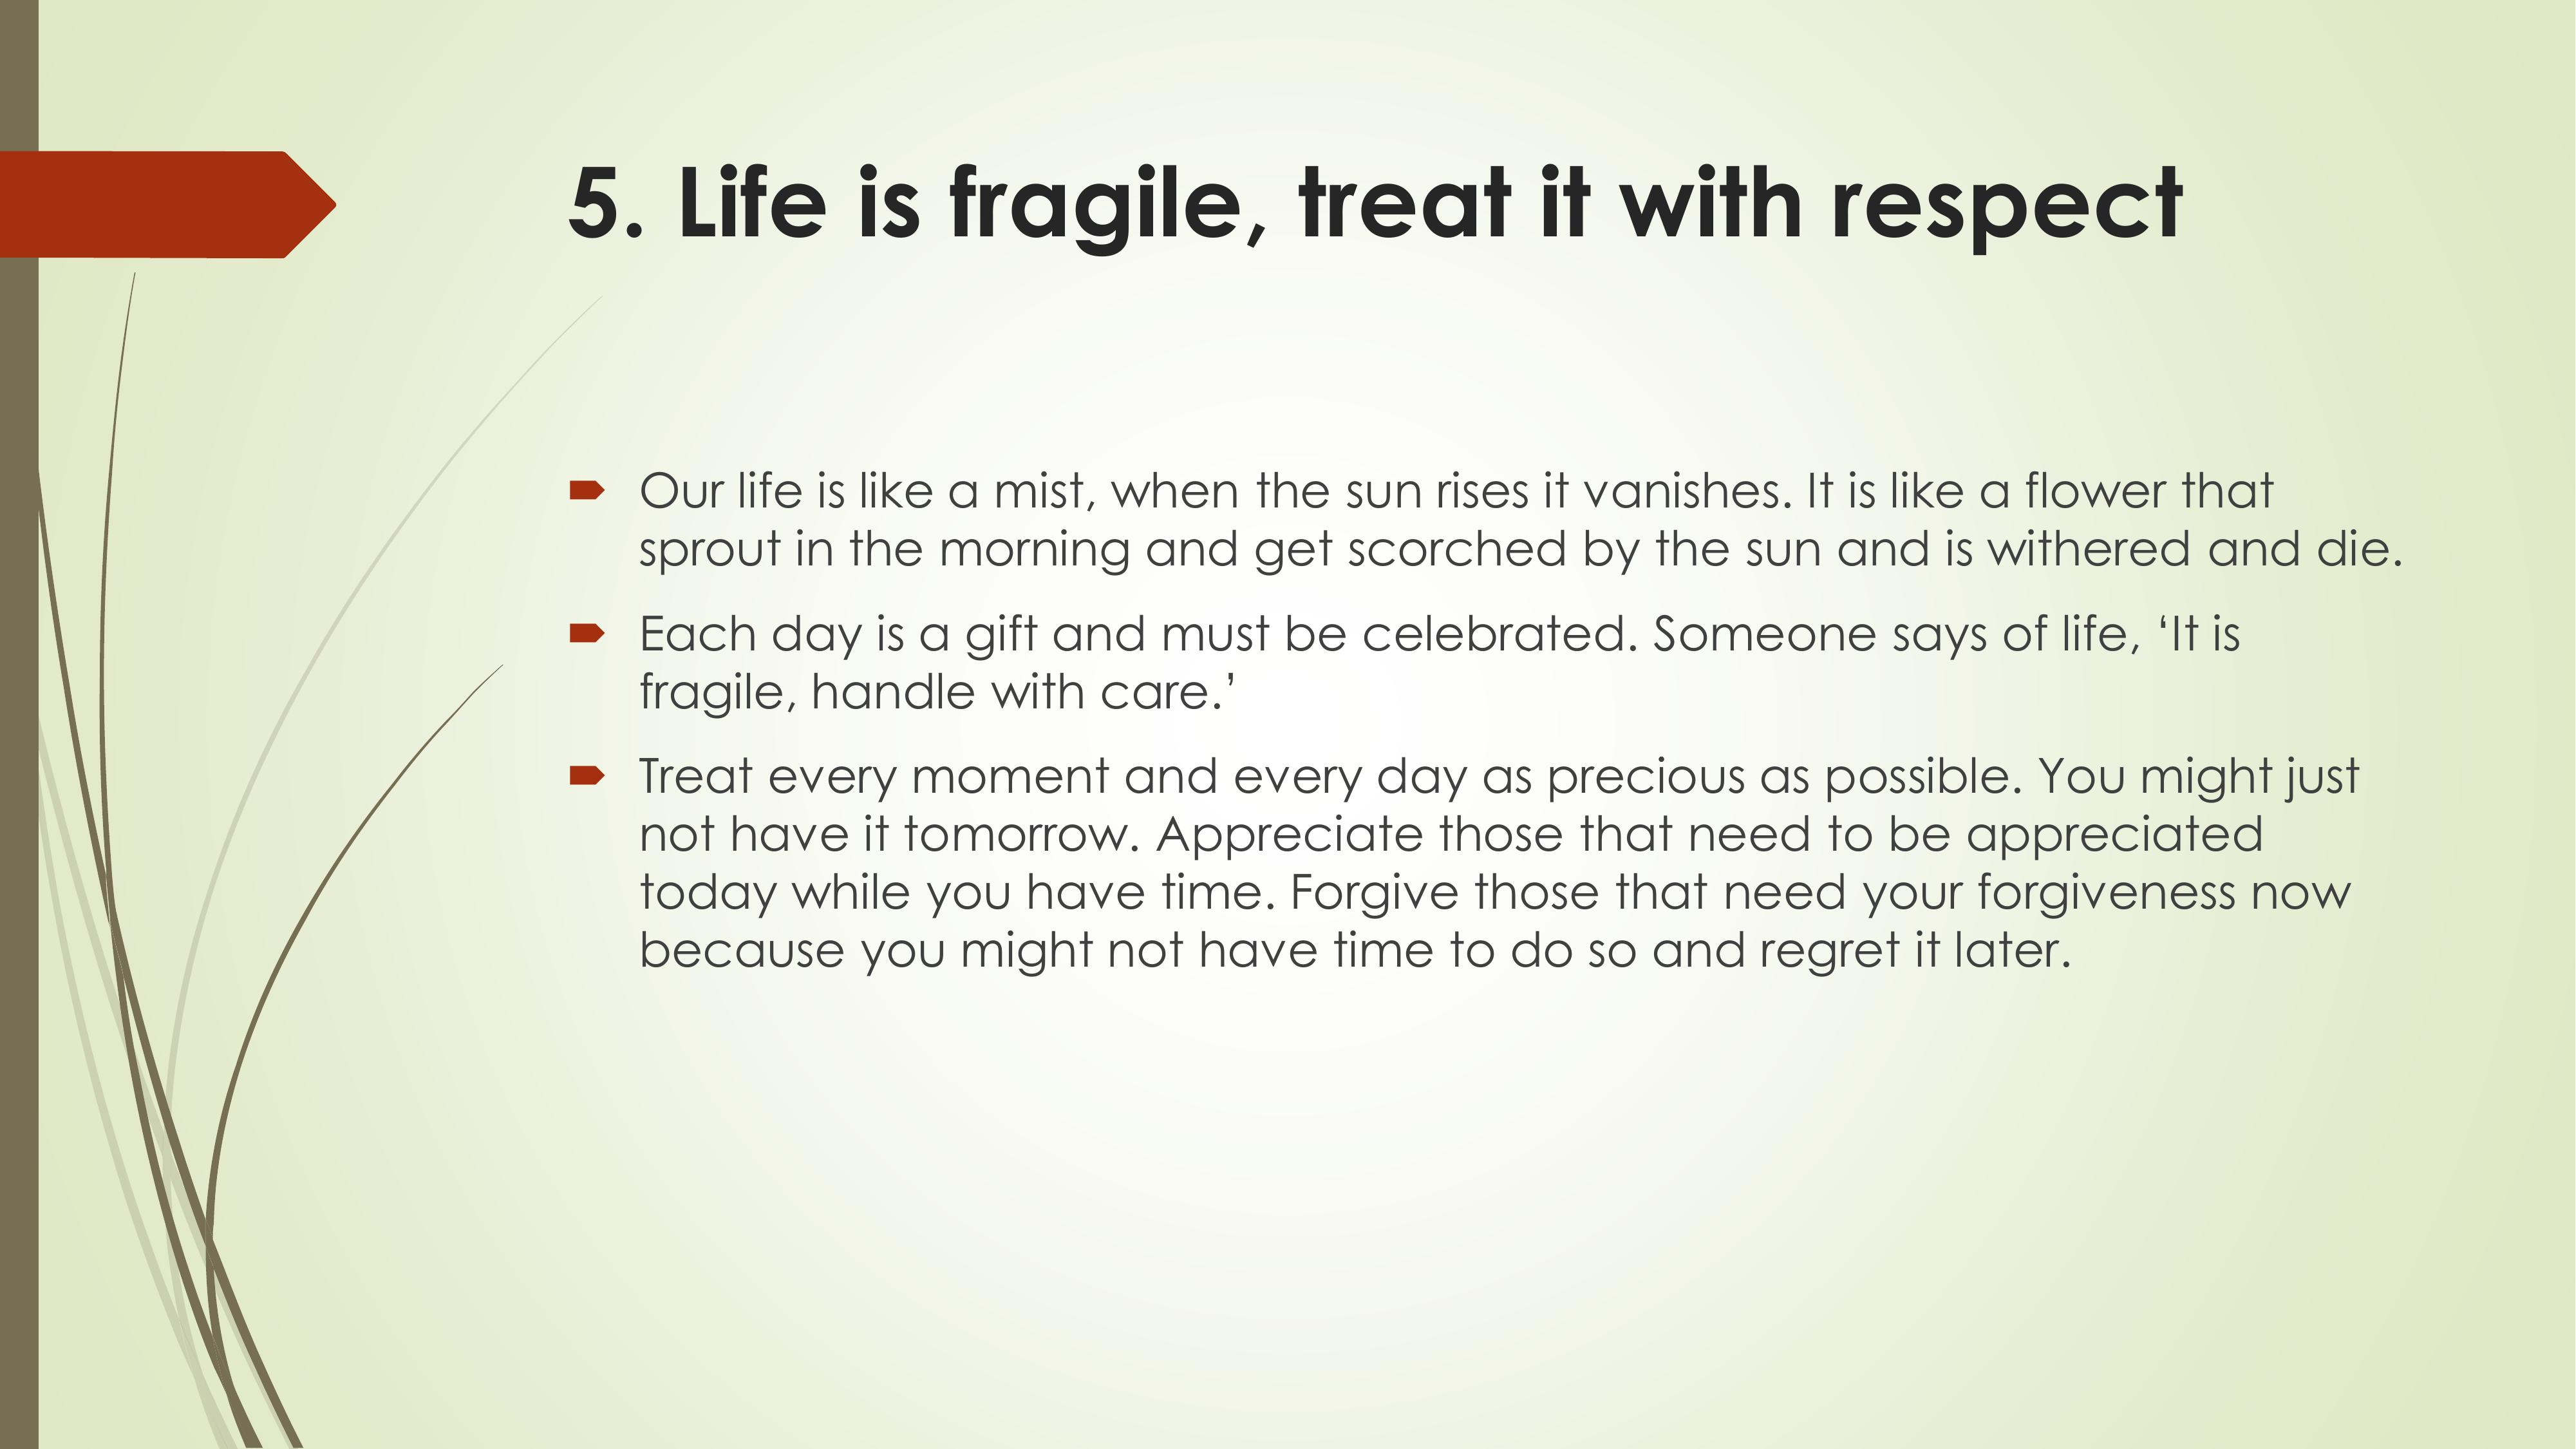 5. Life is fragile, treat it with respect
Our life is like a mist, when the sun rises it vanishes. It is like a flower that
sprout in the morning and get scorched by the sun and is withered and die.
Each day is a gift and must be celebrated. Someone says of life, ‘It is
fragile, handle with care.’
Treat every moment and every day as precious as possible. You might just
not have it tomorrow. Appreciate those that need to be appreciated
today while you have time. Forgive those that need your forgiveness now
because you might not have time to do so and regret it later.